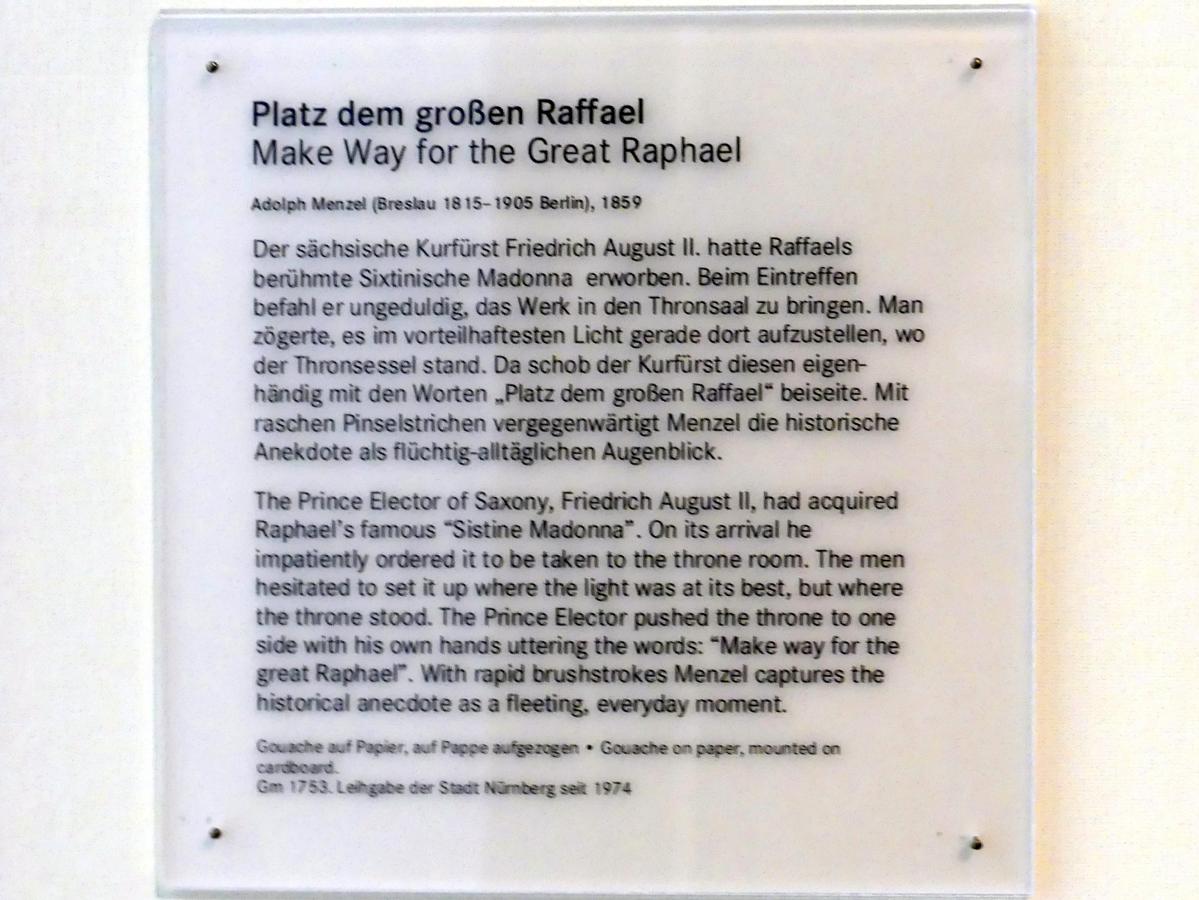 Platz dem großen Raffael
Make Way for the Great Raphael
Adolph Menzel (Breslau 1815–1905 Berlin), 1859
Der sächsische Kurfürst Friedrich August II. hatte Raffaels
berühmte Sixtinische Madonna erworben. Beim Eintreffen
befahl er ungeduldig, das Werk in den Thronsaal zu bringen. Man
zögerte, es im vorteilhaftesten Licht gerade dort aufzustellen, wo
der Thronsessel stand. Da schob der Kurfürst diesen eigen-
händig mit den Worten „Platz dem großen Raffael“ beiseite. Mit
raschen Pinselstrichen vergegenwärtigt Menzel die historische
Anekdote als flüchtig-alltäglichen Augenblick.
The Prince Elector of Saxony, Friedrich August II, had acquired
Raphael's famous “Sistine Madonna”. On its arrival he
impatiently ordered it to be taken to the throne room. The men
hesitated to set it up where the light was at its best, but where
the throne stood. The Prince Elector pushed the throne to one
side with his own hands uttering the words: “Make way for the
great Raphael”. With rapid brushstrokes Menzel captures the
historical anecdote as a fleeting, everyday moment.
Gouache auf Papier, auf Pappe aufgezogen • Gouache on paper, mounted on
cardboard.
Gm 1753. Leihgabe der Stadt Nürnberg seit 1974